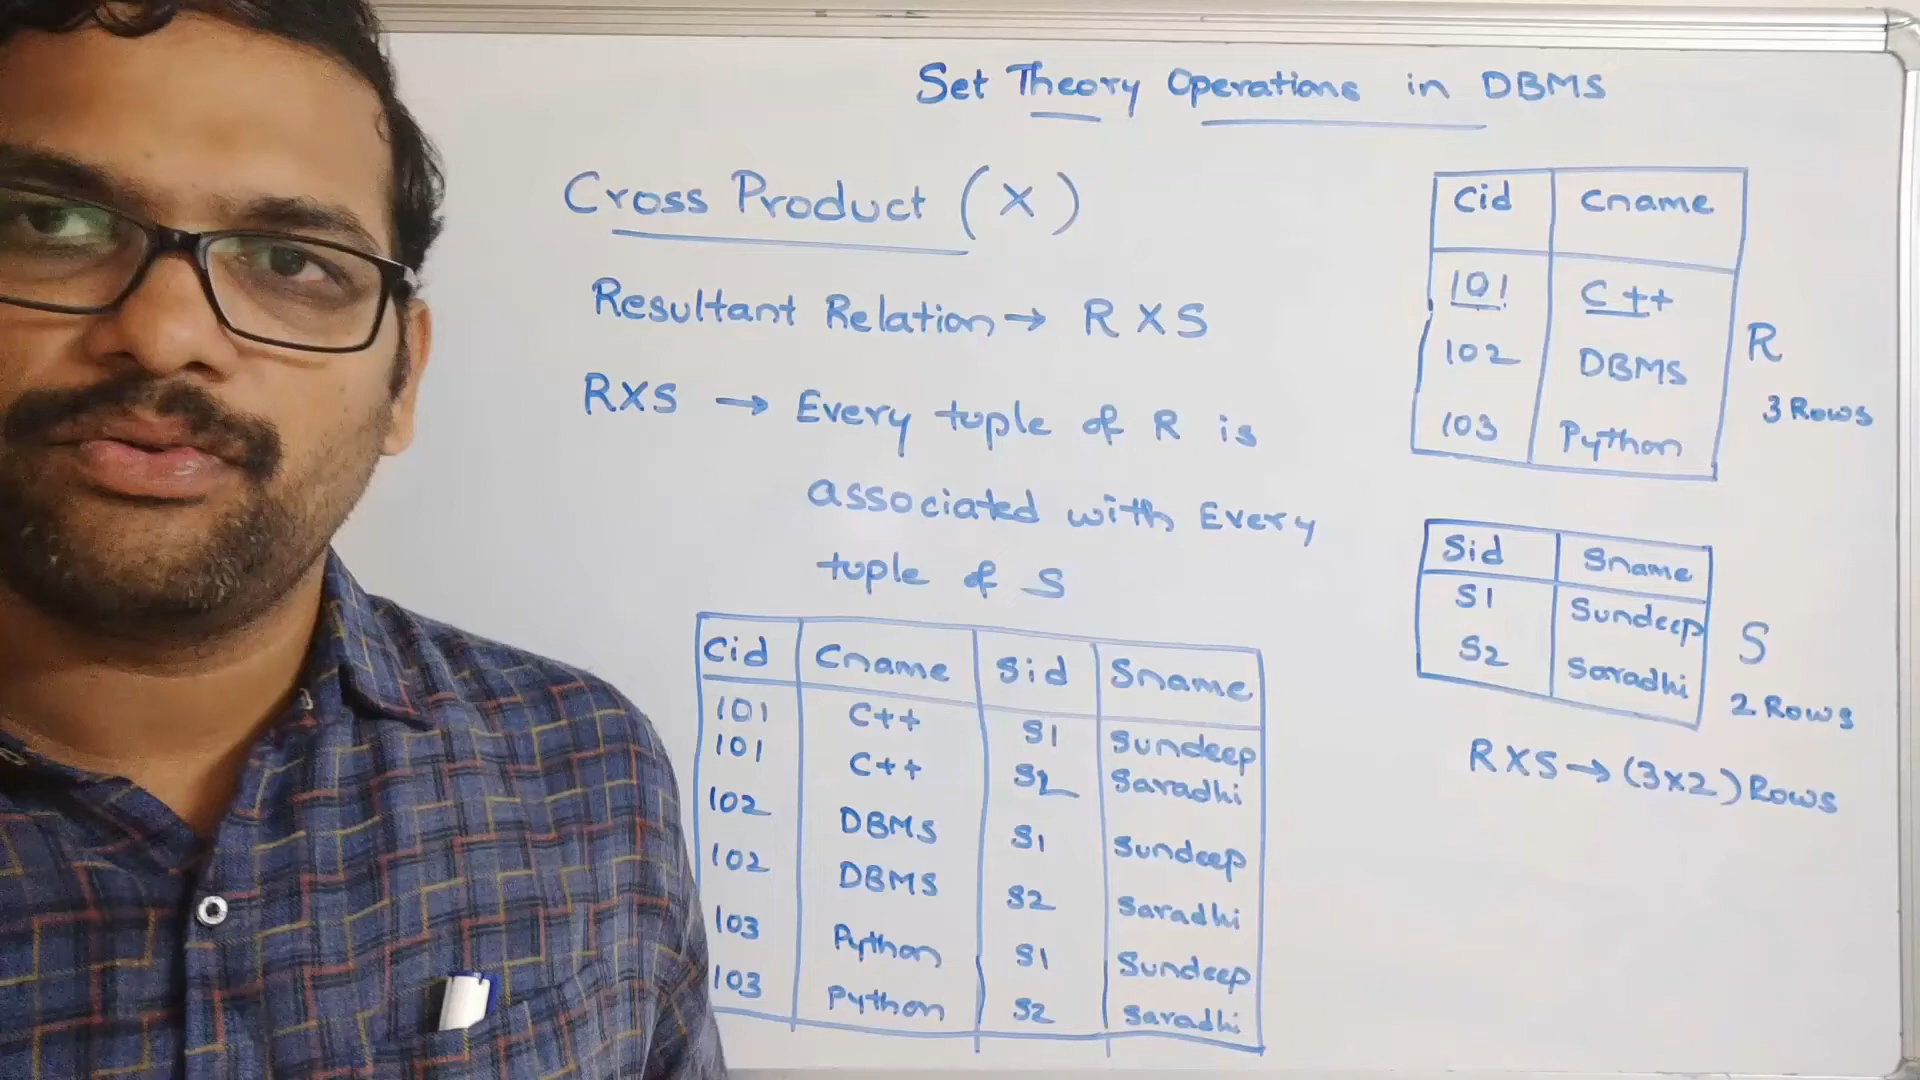 Set Theory Operations in DBMS
Cross Product (X)
Resultant Relation → R X S
RXS → Every tuple of R is
associated with Every
tuple of S
Cid Cname Sid Sname
101 C++ S1 Sundeep
101 C++ S2 Saradhi
102 DBMS S1 Sundeep
102 DBMS S2 Saradhi
103 Python S1 Sundeep
103 Python S2 Saradhi
Cid Cname
101 C++
102 DBMS
103 Python
R
3 Rows
Sid Sname
S1 Sundeep
S2 Saradhi
S
2 Rows
RXS → (3x2) Rows